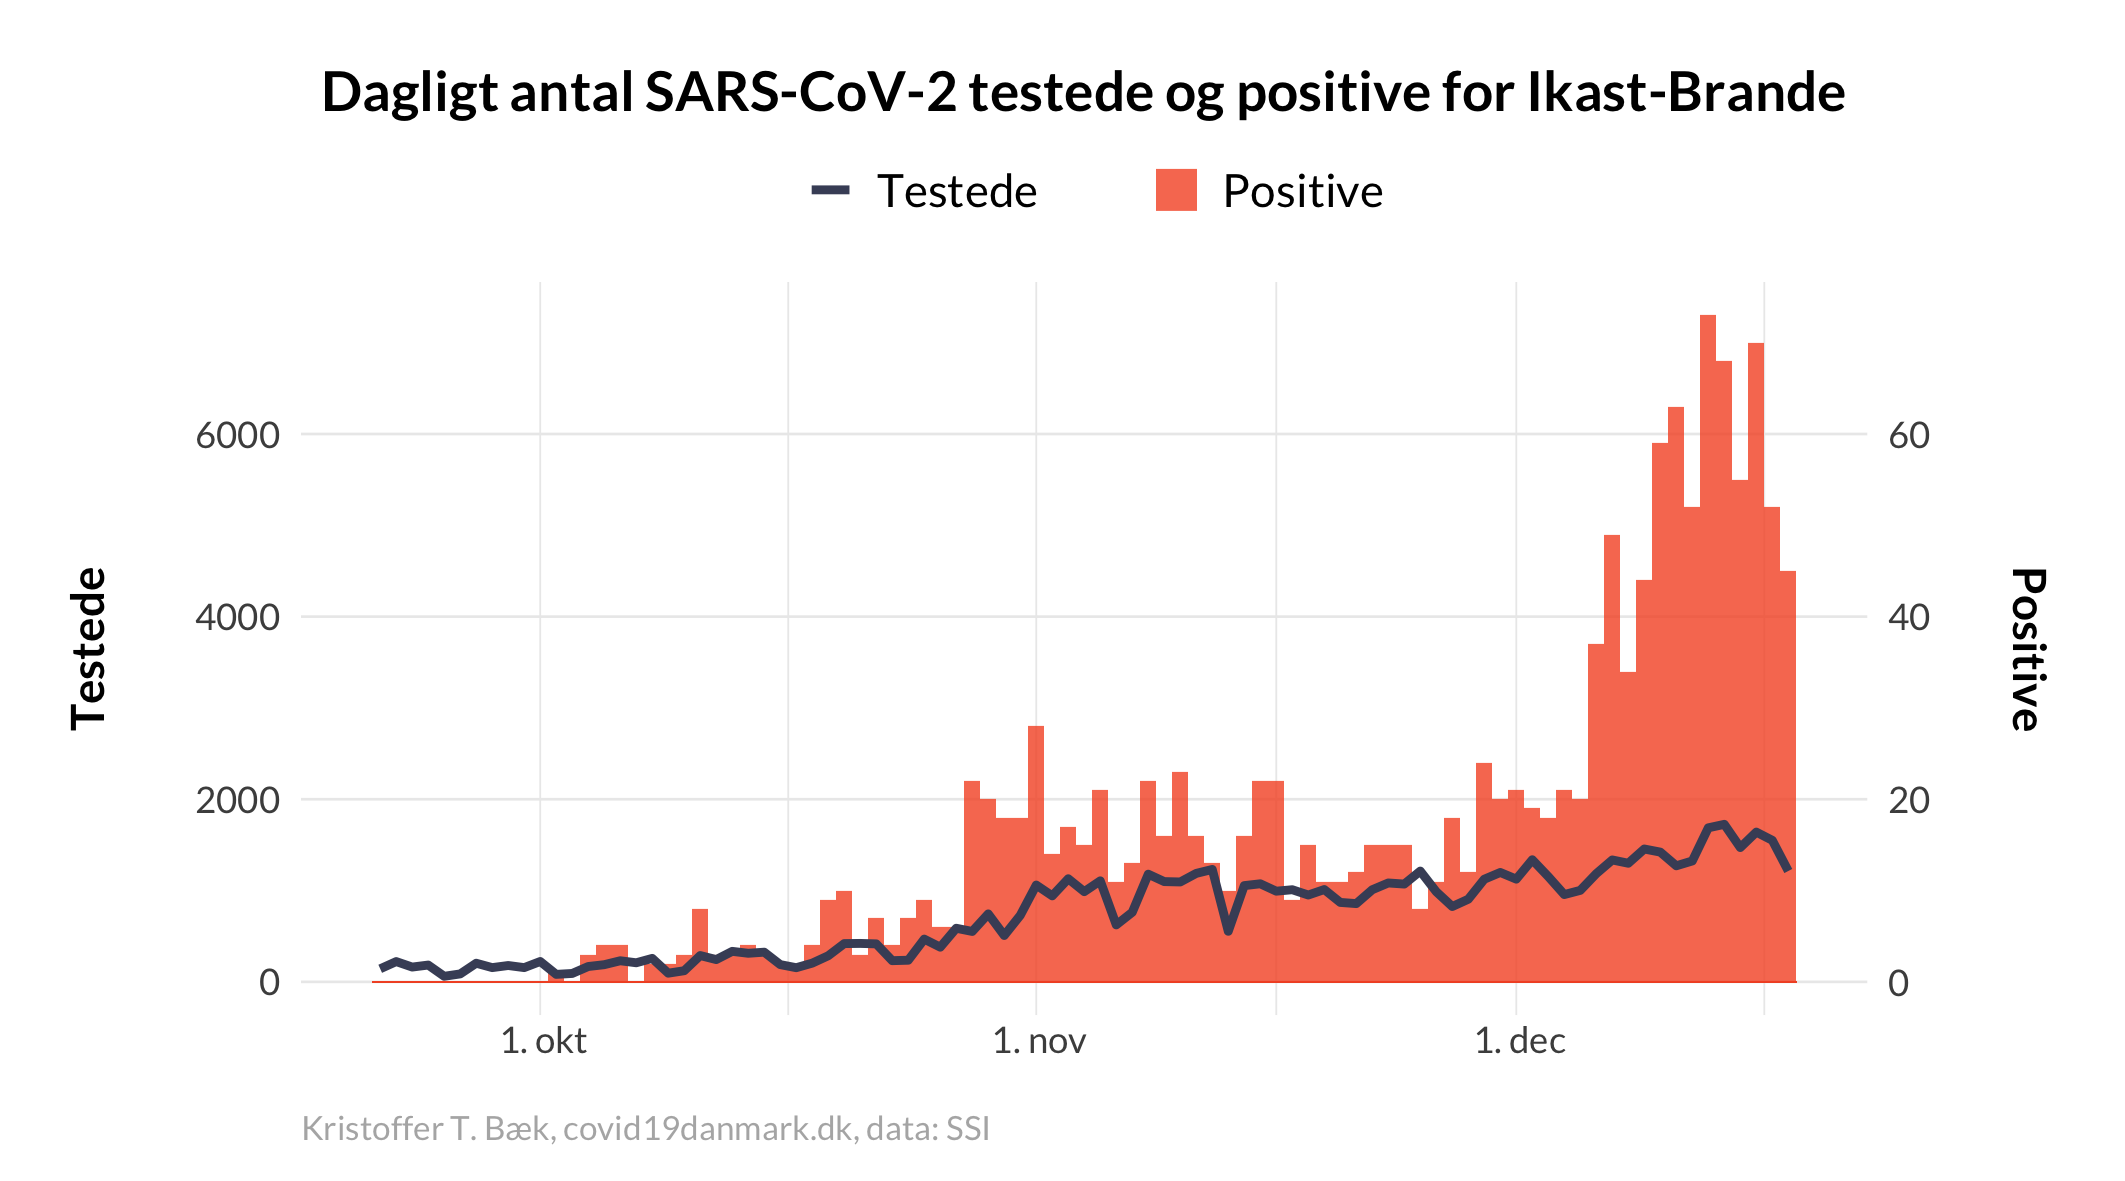 Dagligt antal SARS-CoV-2 testede og positive for Ikast-Brande
Testede Positive
Testede
6000
4000
2000
0
60
40
20
0
Positive
1. okt 1. nov 1. dec
Kristoffer T. Bæk, covid19danmark.dk, data: SSI